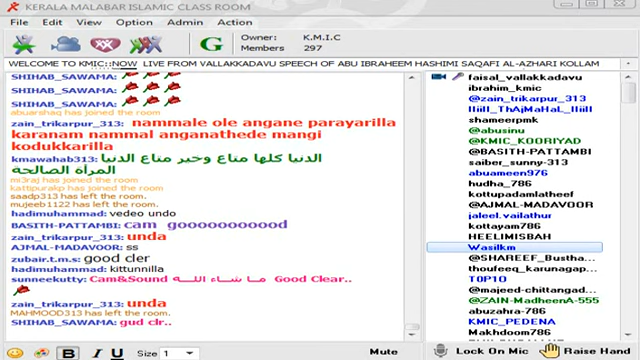 KERALA MALABAR ISLAMIC CLASS ROOM
File Edit View Option Admin Action
G Owner: K.M.I.C
Members 297
WELCOME TO KMIC::NOW LIVE FROM VALLAKKADAVU SPEECH OF ABU IBRAHEEM HASHIMI SAQAFI AL-AZHARI KOLLAM
SHIHAB_SAWAMA:
SHIHAB_SAWAMA:
SHIHAB_SAWAMA:
abuarshaq has joined the room
zain_trikarpur_313: nammale ole angane parayarilla
karanam nammal anganathede mangi
kodukkarilla
kmawahab313: الدنيا كلها متاع وخير متاع الدنيا
المرأة الصالحة
mi3raj has joined the room
kattipurakp has joined the room
saadp313 has left the room.
mujeeb1122 has left the room.
hadimuhammad: vedeo undo
BASITH-PATTAMBI: cam gooooooooood
zain_trikarpur_313: unda
AJMAL-MADAVOOR: ss
zubair.t.m.s: good cler
hadimuhammad: kittunnilla
sunneekutty: Cam&Sound ما شاء الله Good Clear..
zain_trikarpur_313: unda
MAHMOOD313 has left the room.
SHIHAB_SAWAMA: gud clr..
faisal_vallakkadavu
ibrahim_kmic
@zain_trikarpur_313
IIiiII_ThAjMaHaL_IIiiII
shameerpmk
@abusinu
@KMIC_KOORIYAD
@BASITH-PATTAMBI
saiber_sunny-313
abuameen976
hudha_786
kottupadamlatheef
@AJMAL-MADAVOOR
jaleel.vailathur
kottayam786
HEELIMISBAH
Wasilkm
@SHAREEF_Bustha...
thoufeeq_karunagap...
TOP10
@majeed-chittangad...
@ZAIN-MadheenA-555
abuzahra-786
KMIC_PEDENA
Makhdoom786
B I U Size 1 Mute Lock On Mic Raise Hand